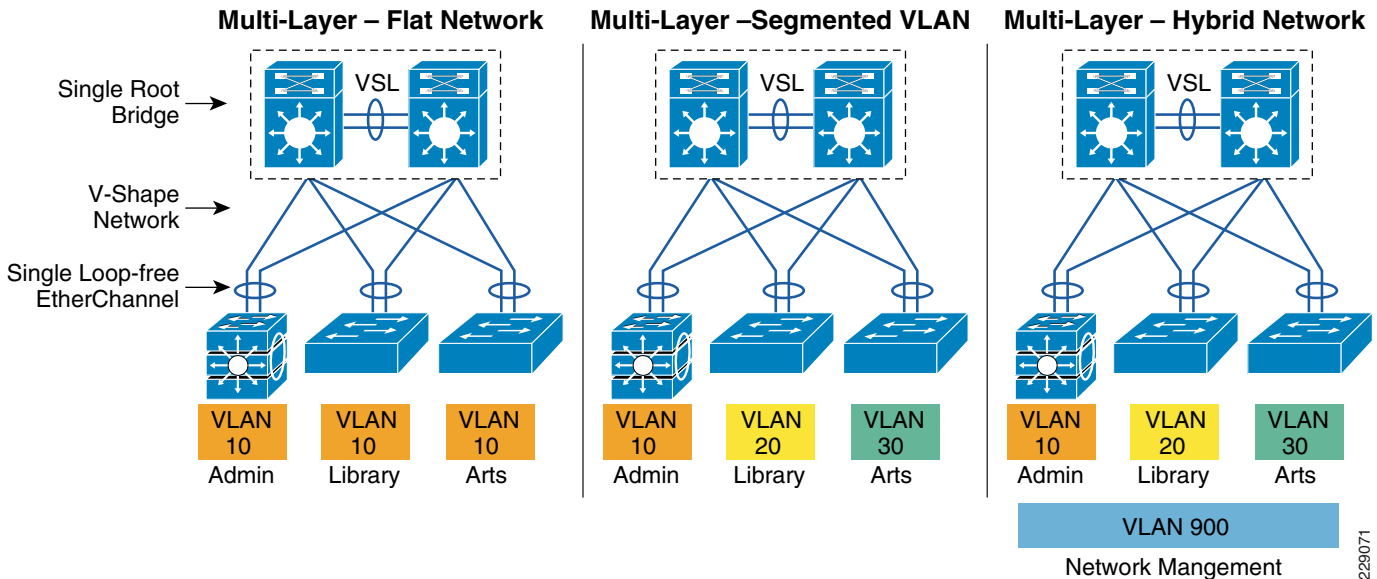 Multi-Layer – Flat Network
Multi-Layer –Segmented VLAN
Multi-Layer – Hybrid Network
Single Root
Bridge
V-Shape
Network
Single Loop-free
EtherChannel
VSL
VSL
VSL
VLAN
10
Admin
VLAN
10
Library
VLAN
10
Arts
VLAN
10
Admin
VLAN
20
Library
VLAN
30
Arts
VLAN
10
Admin
VLAN
20
Library
VLAN
30
Arts
VLAN 900
Network Mangement
229071